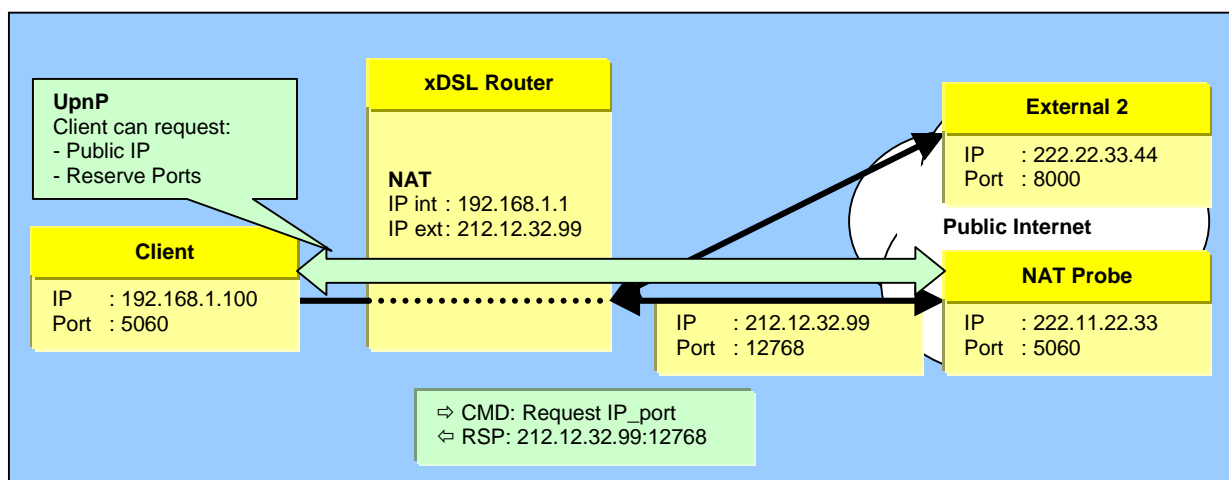 UpnP
Client can request:
- Public IP
- Reserve Ports
xDSL Router
NAT
IP int : 192.168.1.1
IP ext : 212.12.32.99
External 2
IP : 222.22.33.44
Port : 8000
Public Internet
Client
IP : 192.168.1.100
Port : 5060
IP : 212.12.32.99
Port : 12768
NAT Probe
IP : 222.11.22.33
Port : 5060
⇨ CMD: Request IP_port
⇦ RSP: 212.12.32.99:12768